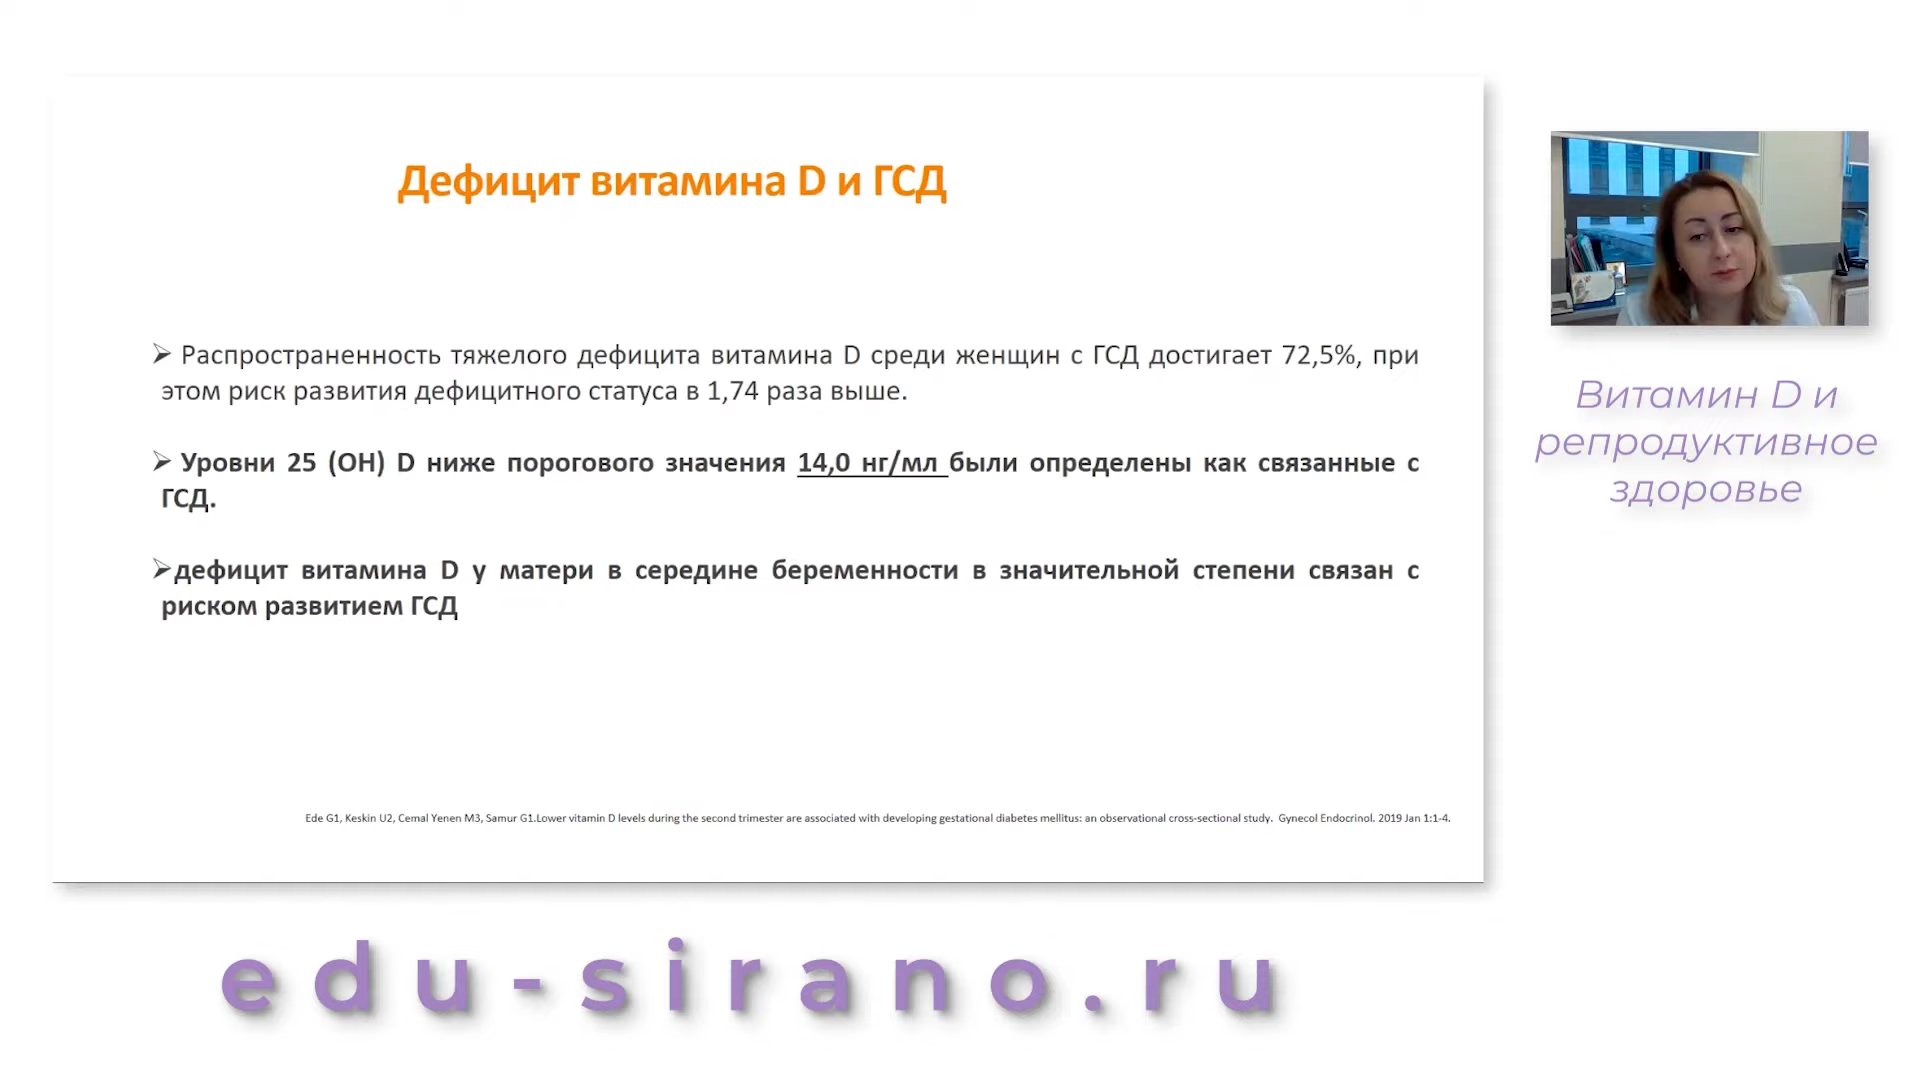 Дефицит витамина D и ГСД
➢ Распространенность тяжелого дефицита витамина D среди женщин с ГСД достигает 72,5%, при
этом риск развития дефицитного статуса в 1,74 раза выше.
➢ Уровни 25 (ОН) D ниже порогового значения 14,0 нг/мл были определены как связанные с
ГСД.
➢дефицит витамина D у матери в середине беременности в значительной степени связан с
риском развитием ГСД
Ede G1, Keskin U2, Cemal Yenen M3, Samur G1.Lower vitamin D levels during the second trimester are associated with developing gestational diabetes mellitus: an observational cross-sectional study. Gynecol Endocrinol. 2019 Jan 1:1-4.
Витамин D и
репродуктивное
здоровье
edu-sirano.ru